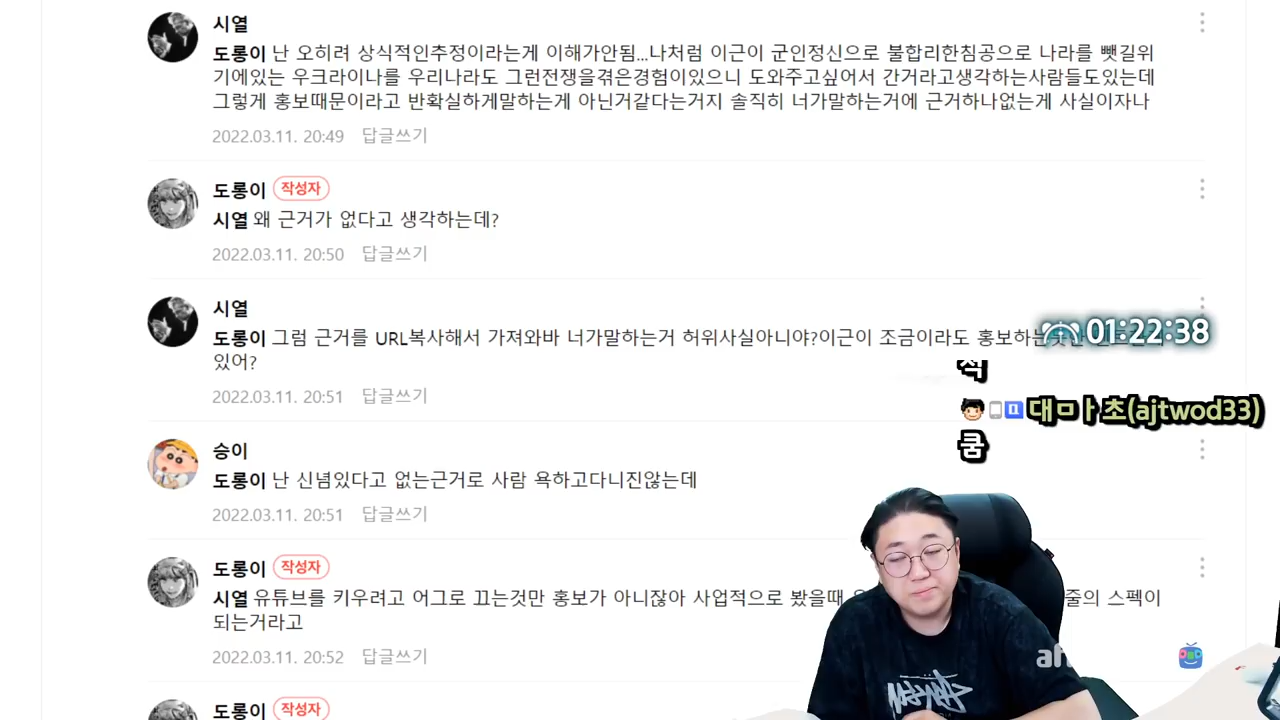 시열
도롱이 난 오히려 상식적인추정이라는게 이해가안됨...나처럼 이근이 군인정신으로 불합리한침공으로 나라를 뺏길위
기에있는 우크라이나를 우리나라도 그런전쟁을겪은경험이있으니 도와주고싶어서 간거라고생각하는사람들도있는데
그렇게 홍보때문이라고 반확실하게말하는게 아닌거같다는거지 솔직히 너가말하는거에 근거하나없는게 사실이자나
2022.03.11. 20:49 답글쓰기
도롱이 작성자
시열 왜 근거가 없다고 생각하는데?
2022.03.11. 20:50 답글쓰기
시열
도롱이 그럼 근거를 URL복사해서 가져와바 너가말하는거 허위사실아니야?이근이 조금이라도 홍보하는
01:22:38
있어?
2022.03.11. 20:51 답글쓰기
대ㅁㅏ초(ajtwod33)
쿰
승이
도롱이 난 신념있다고 없는근거로 사람 욕하고다니진않는데
2022.03.11. 20:51 답글쓰기
도롱이 작성자
시열 유튜브를 키우려고 어그로 끄는것만 홍보가 아니잖아 사업적으로 봤을때 줄의 스펙이
되는거라고
2022.03.11. 20:52 답글쓰기
도롱이 작성자